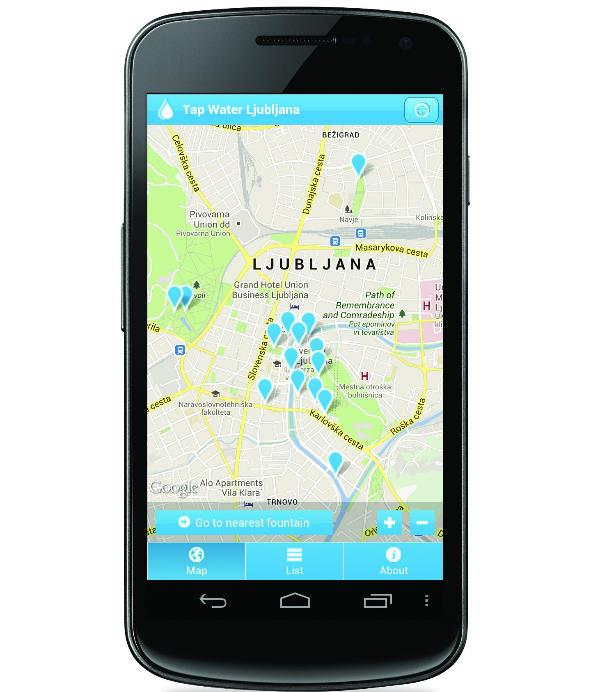 Tap Water Ljubljana
BEŽIGRAD
Celovška cesta
Dunajska cesta
Pivovarna
Union dd
Pivovarna Union
Navje
Kolinska
Masarykova cesta
LJUBLJANA
Grand Hotel Union
Business Ljubljana
Path of
Remembrance
and Comradeship
Pot spominov
in tovarištva
H
Slovenska cesta
H
Mestna otroška
bolnišnica
Naravoslovnotehniška
fakulteta
Karlovška cesta
Roška cesta
Google
Alo Apartments
Vila Klara
TRNOVO
Go to nearest fountain
Map
List
About